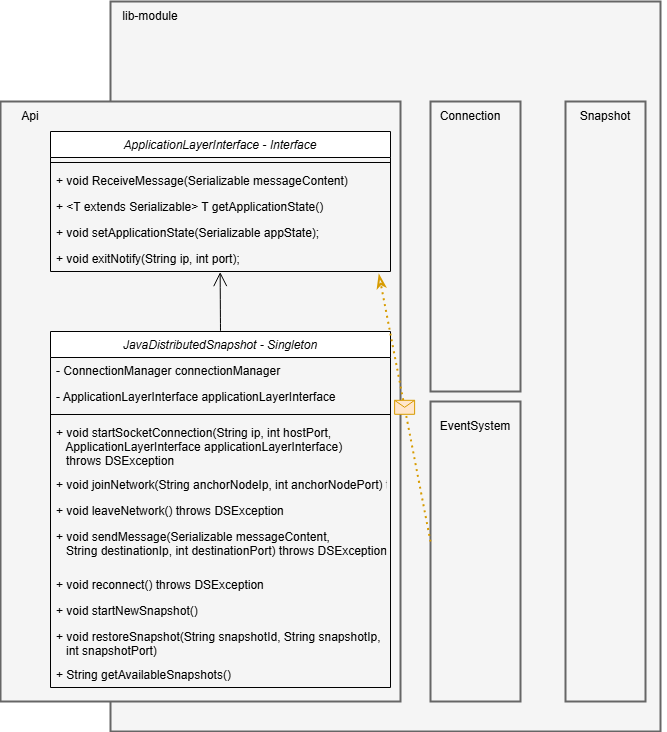 lib-module
Api
Connection
Snapshot
ApplicationLayerInterface - Interface
+ void ReceiveMessage(Serializable messageContent)
+ <T extends Serializable> T getApplicationState()
+ void setApplicationState(Serializable appState);
+ void exitNotify(String ip, int port);
JavaDistributedSnapshot - Singleton
- ConnectionManager connectionManager
- ApplicationLayerInterface applicationLayerInterface
+ void startSocketConnection(String ip, int hostPort,
ApplicationLayerInterface applicationLayerInterface)
throws DSException
+ void joinNetwork(String anchorNodeIp, int anchorNodePort)
+ void leaveNetwork() throws DSException
+ void sendMessage(Serializable messageContent,
String destinationIp, int destinationPort) throws DSException
+ void reconnect() throws DSException
+ void startNewSnapshot()
+ void restoreSnapshot(String snapshotId, String snapshotIp,
int snapshotPort)
+ String getAvailableSnapshots()
EventSystem